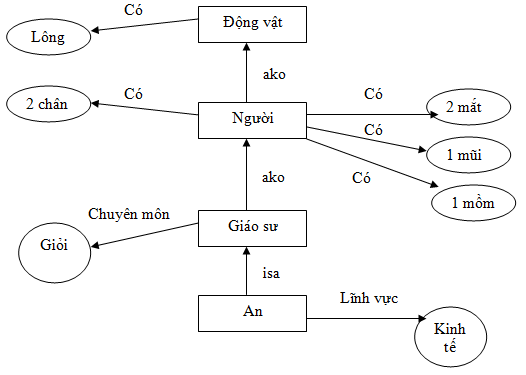 Có
Động vật
Lông
ako
2 chân
Có
Người
Có
2 mắt
Có
1 mũi
Có
1 mồm
ako
Chuyên môn
Giỏi
Giáo sư
isa
Lĩnh vực
An
Kinh
tế